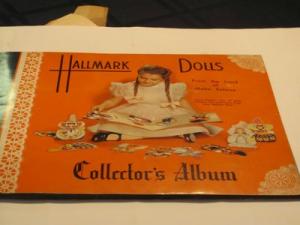 HALLMARK DOLLS
From the Land
of
Make Believe
Collector's Album